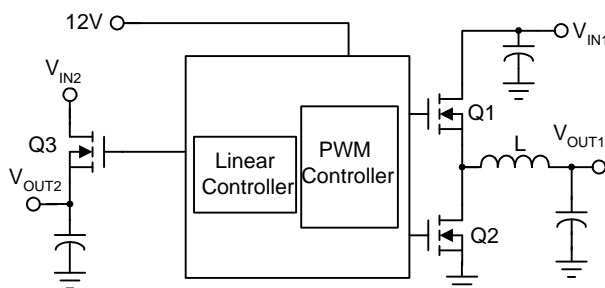 12V
V_IN1
V_IN2
Q3
V_OUT2
Linear
Controller
PWM
Controller
Q1
L
V_OUT1
Q2